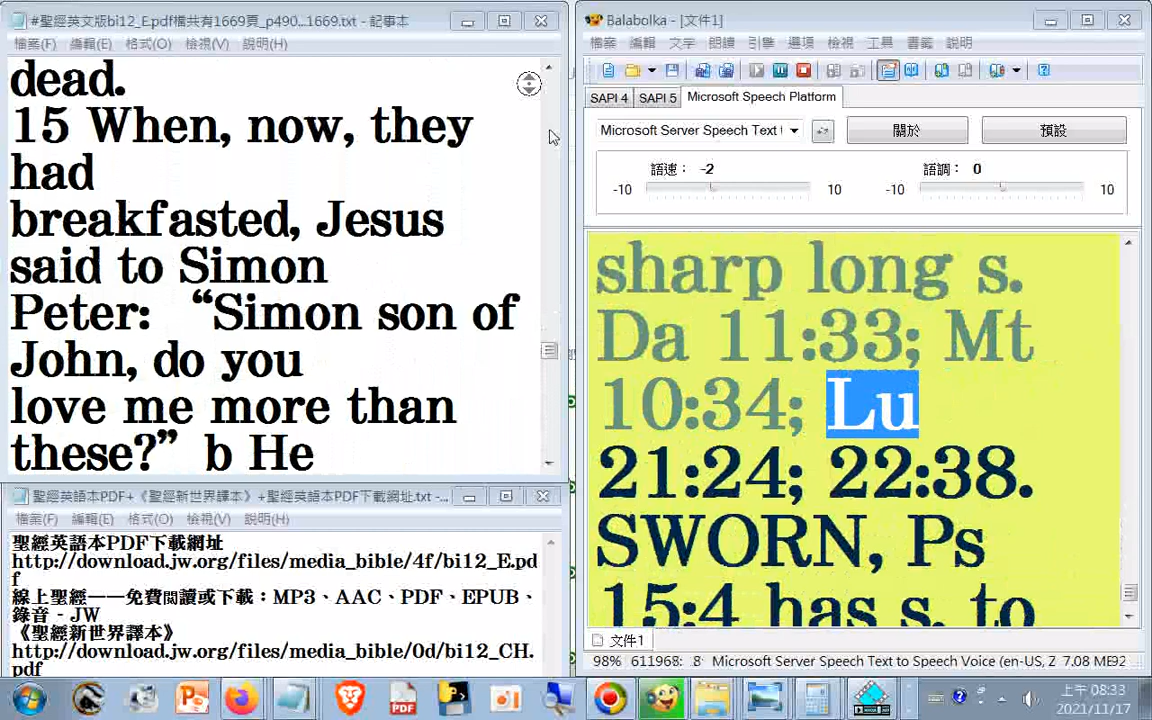 #聖經英文版bi12_E.pdf檔共有1669頁_p490...1669.txt - 記事本
檔案(F) 編輯(E) 格式(O) 檢視(V) 說明(H)
dead.
15 When, now, they
had
breakfasted, Jesus
said to Simon
Peter: “Simon son of
John, do you
love me more than
these?” b He
聖經英語本PDF+《聖經新世界譯本》+聖經英語本PDF下載網址.txt -...
檔案(F) 編輯(E) 格式(O) 檢視(V) 說明(H)
聖經英語本PDF下載網址
http://download.jw.org/files/media_bible/4f/bi12_E.pd
f
線上聖經——免費閱讀或下載：MP3、AAC、PDF、EPUB、
錄音 - JW
《聖經新世界譯本》
http://download.jw.org/files/media_bible/0d/bi12_CH.
pdf
Balabolka - [文件1]
檔案 編輯 文字 朗讀 引擎 選項 檢視 工具 書籤 說明
SAPI 4 SAPI 5 Microsoft Speech Platform
Microsoft Server Speech Text 關於 預設
語速： -2 語調： 0
-10 10 -10 10
sharp long s.
Da 11:33; Mt
10:34; Lu
21:24; 22:38.
SWORN, Ps
15:4 has s. to
文件1
98% 611968: Microsoft Server Speech Text to Speech Voice (en-US, Z 7.08 ME
上午 08:33
2021/11/17